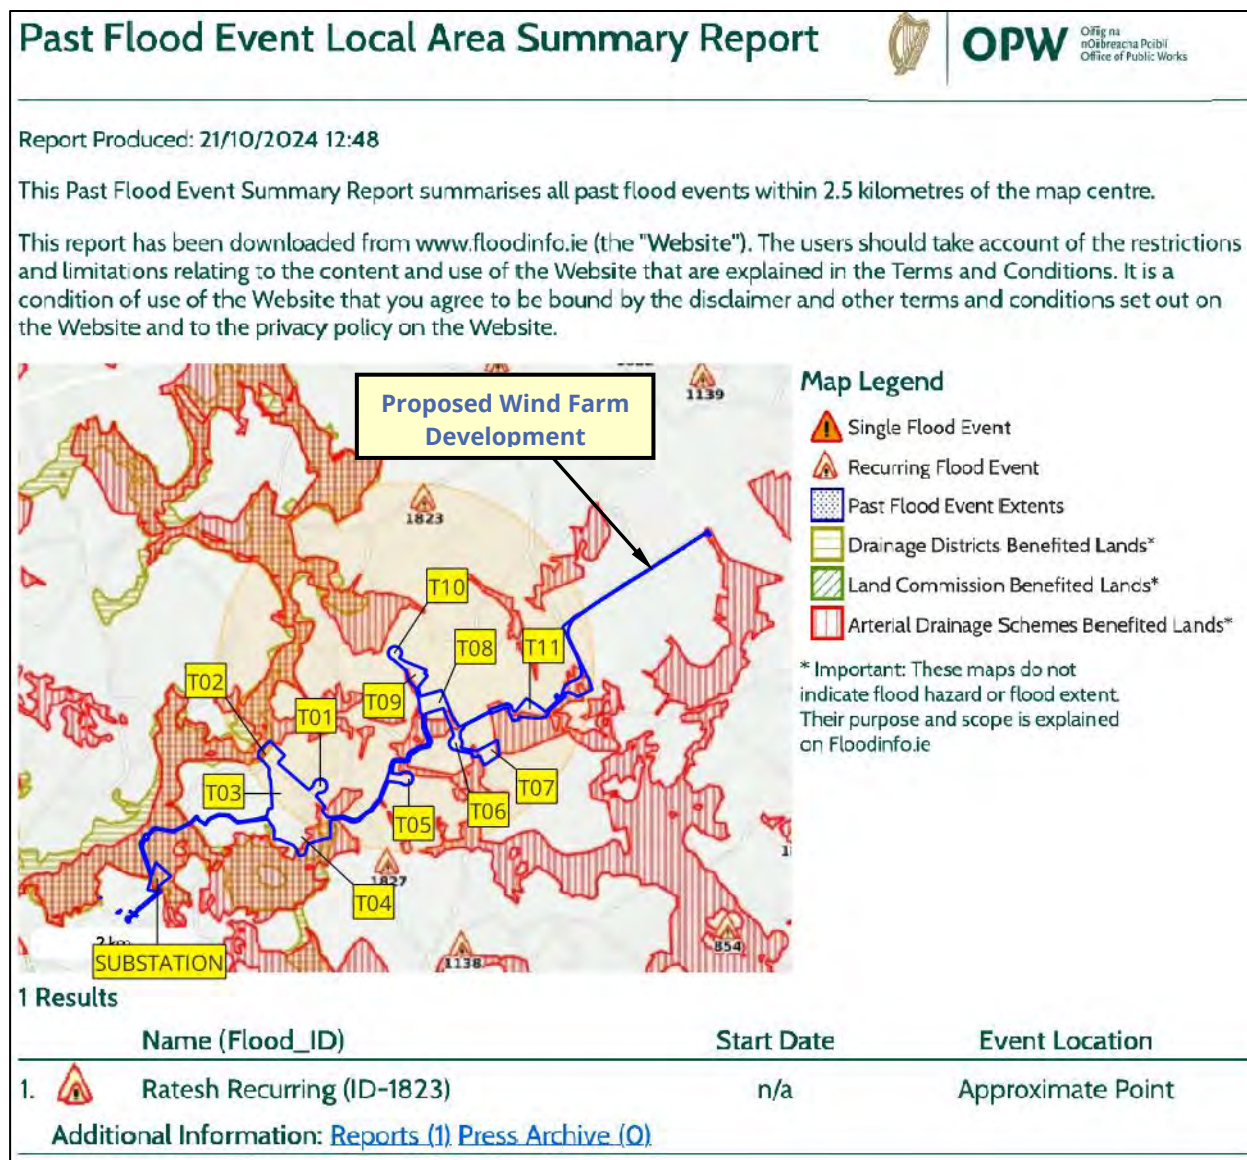 Past Flood Event Local Area Summary Report
OPW
Oifig na
nOibreacha Poiblí
Office of Public Works
Report Produced: 21/10/2024 12:48
This Past Flood Event Summary Report summarises all past flood events within 2.5 kilometres of the map centre.
This report has been downloaded from www.floodinfo.ie (the "Website"). The users should take account of the restrictions
and limitations relating to the content and use of the Website that are explained in the Terms and Conditions. It is a
condition of use of the Website that you agree to be bound by the disclaimer and other terms and conditions set out on
the Website and to the privacy policy on the Website.
Proposed Wind Farm
Development
1139
1823
T10
T08
T11
T02
T09
T01
T03
T07
T06
T05
1827
T04
854
1138
2 km
SUBSTATION
Map Legend
Single Flood Event
Recurring Flood Event
Past Flood Event Extents
Drainage Districts Benefited Lands*
Land Commission Benefited Lands*
Arterial Drainage Schemes Benefited Lands*
* Important: These maps do not
indicate flood hazard or flood extent.
Their purpose and scope is explained
on Floodinfo.ie
1 Results
Name (Flood_ID) Start Date Event Location
1. Ratesh Recurring (ID-1823) n/a Approximate Point
Additional Information: Reports (1) Press Archive (0)